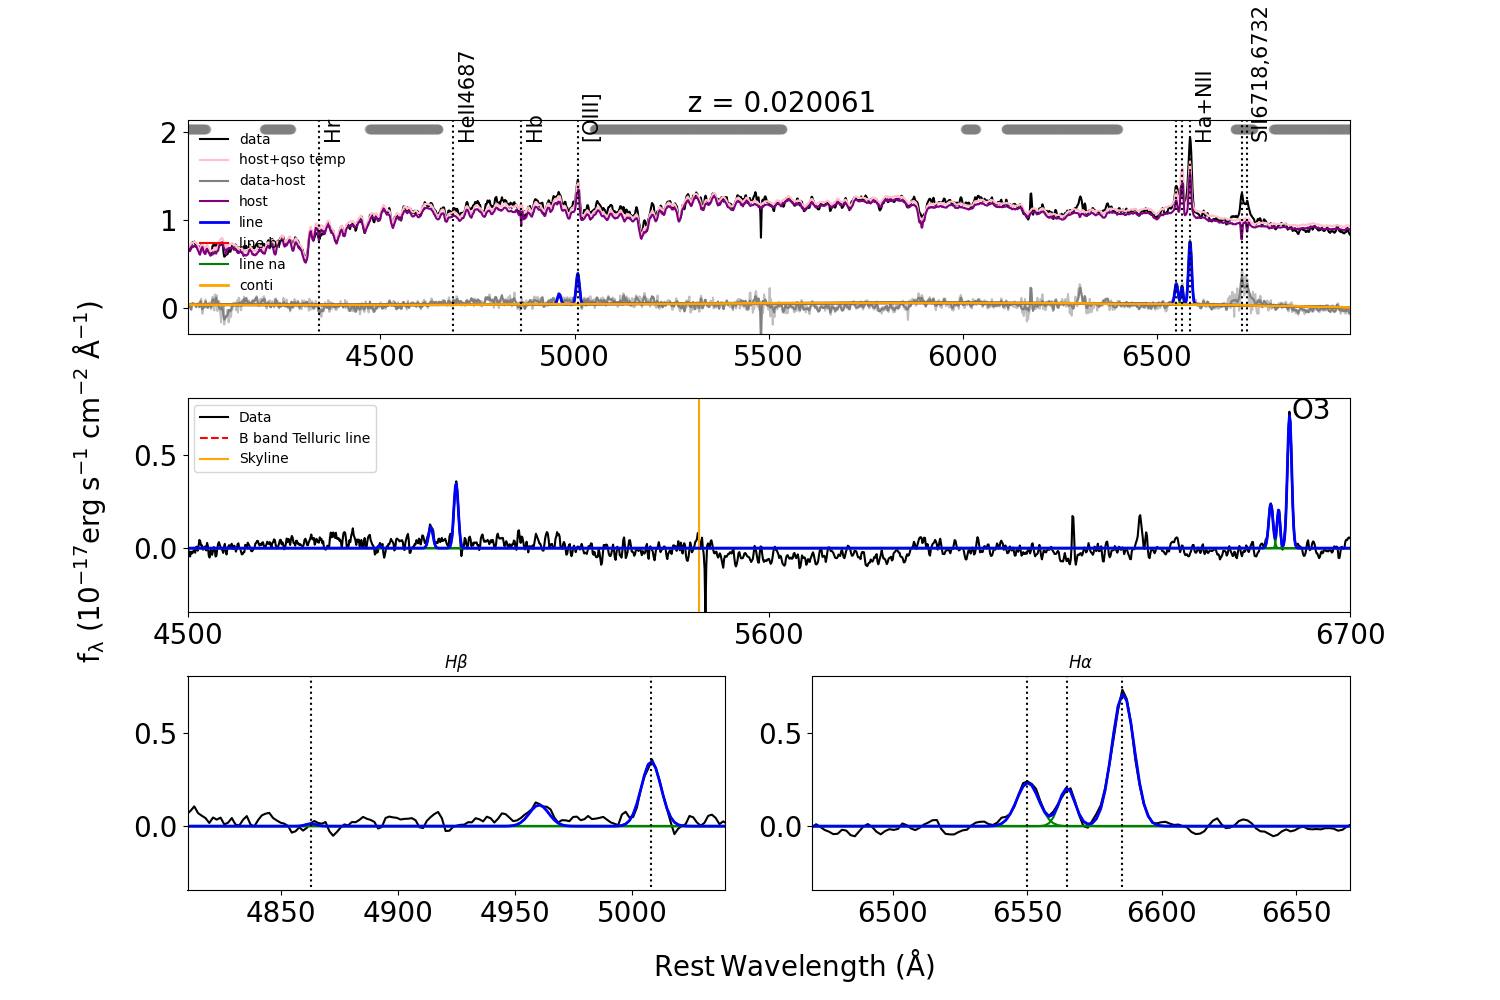 Hr
HeII4687
Hb
[OIII]
Ha+NII
SII6718,6732
z = 0.020061
2
1
0
data
host+qso temp
data-host
host
line
line br
line na
conti
4500 5000 5500 6000 6500
f_λ (10^−17 erg s^−1 cm^−2 Å^−1)
0.5
0.0
Data
B band Telluric line
Skyline
O3
4500 5600 6700
Hβ
0.5
0.0
4850 4900 4950 5000
Hα
0.5
0.0
6500 6550 6600 6650
Rest Wavelength (Å)